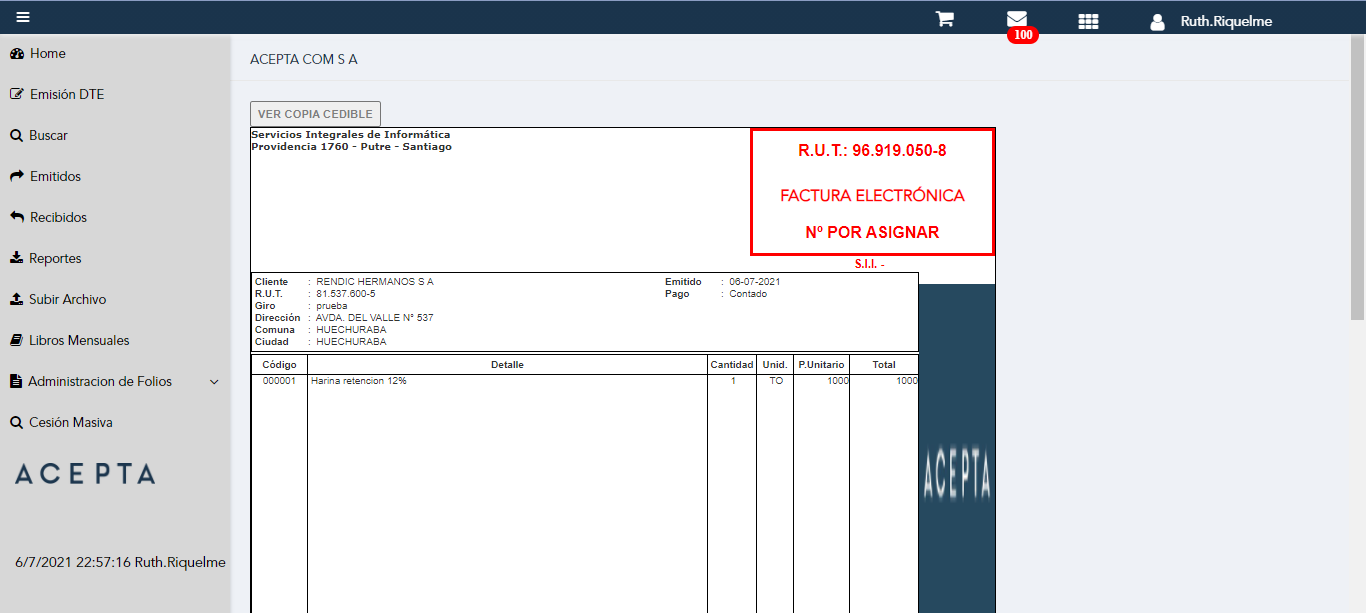 100
Ruth.Riquelme
Home
Emisión DTE
Buscar
Emitidos
Recibidos
Reportes
Subir Archivo
Libros Mensuales
Administracion de Folios
Cesión Masiva
ACEPTA
6/7/2021 22:57:16 Ruth.Riquelme
ACEPTA COM S A
VER COPIA CEDIBLE
Servicios Integrales de Informática
Providencia 1760 - Putre - Santiago
R.U.T.: 96.919.050-8
FACTURA ELECTRÓNICA
Nº POR ASIGNAR
S.I.I. -
Cliente : RENDIC HERMANOS S A Emitido : 06-07-2021
R.U.T. : 81.537.600-5 Pago : Contado
Giro : prueba
Dirección : AVDA. DEL VALLE N° 537
Comuna : HUECHURABA
Ciudad : HUECHURABA
Código Detalle Cantidad Unid. P.Unitario Total
000001 Harina retencion 12% 1 TO 1000 1000
ACEPTA